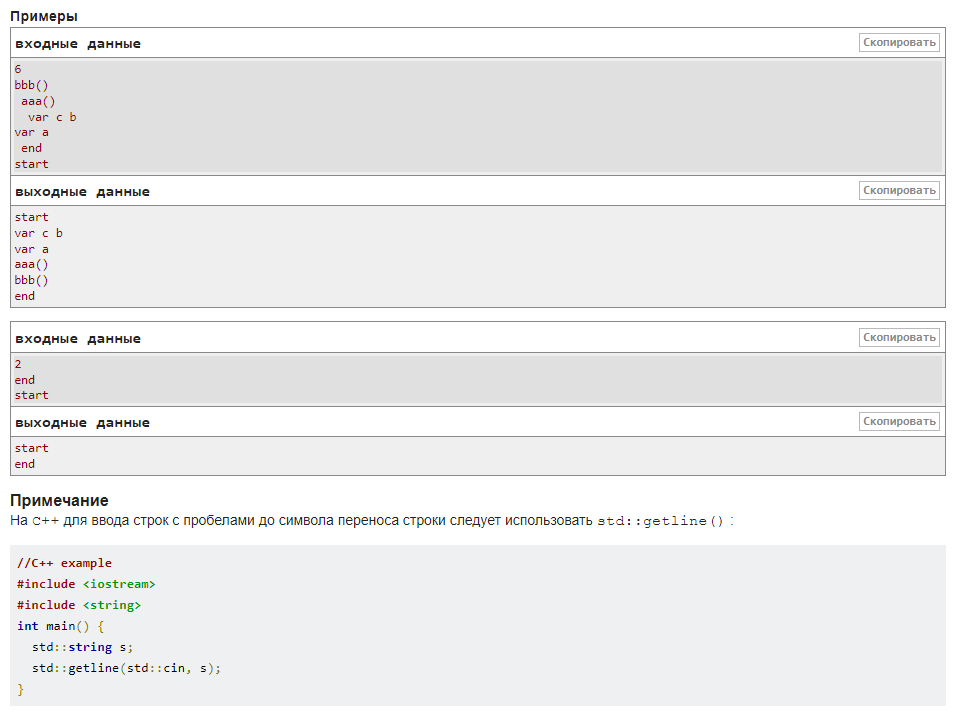 Примеры
входные данные
Скопировать
6
bbb()
 aaa()
  var c b
var a
 end
start
выходные данные
Скопировать
start
var c b
var a
aaa()
bbb()
end
входные данные
Скопировать
2
end
start
выходные данные
Скопировать
start
end
Примечание
На C++ для ввода строк с пробелами до символа переноса строки следует использовать std::getline() :
//C++ example
#include <iostream>
#include <string>
int main() {
  std::string s;
  std::getline(std::cin, s);
}